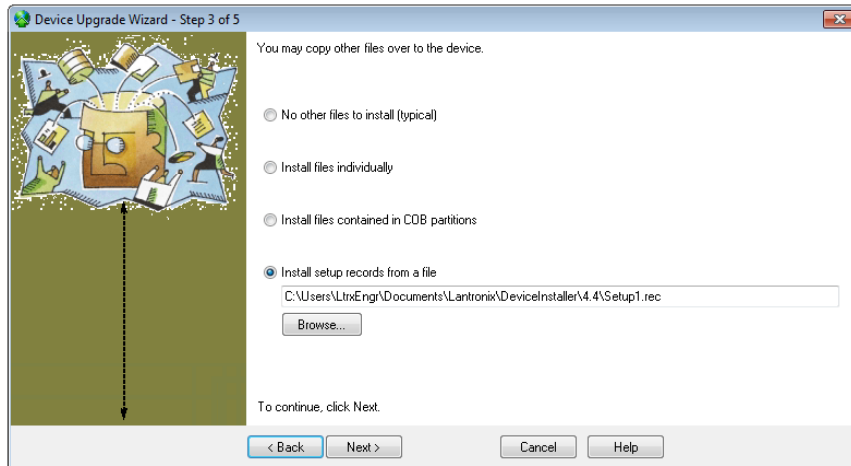 Device Upgrade Wizard - Step 3 of 5
You may copy other files over to the device.
No other files to install (typical)
Install files individually
Install files contained in COB partitions
Install setup records from a file
C:\Users\LtrxEngr\Documents\Lantronix\DeviceInstaller\4.4\Setup1.rec
Browse...
To continue, click Next.
< Back Next > Cancel Help